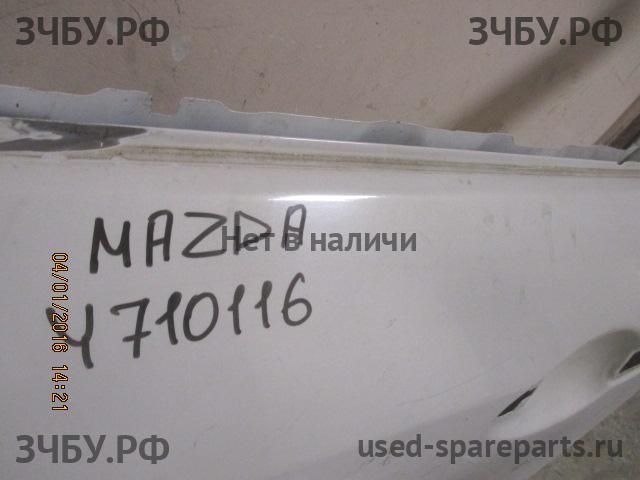 ЗЧБУ.РФ
ЗЧБУ.РФ
MAZDA
Нет в наличи
4710116
04/01/2016 14:21
ЗЧБУ.РФ
used-spareparts.ru